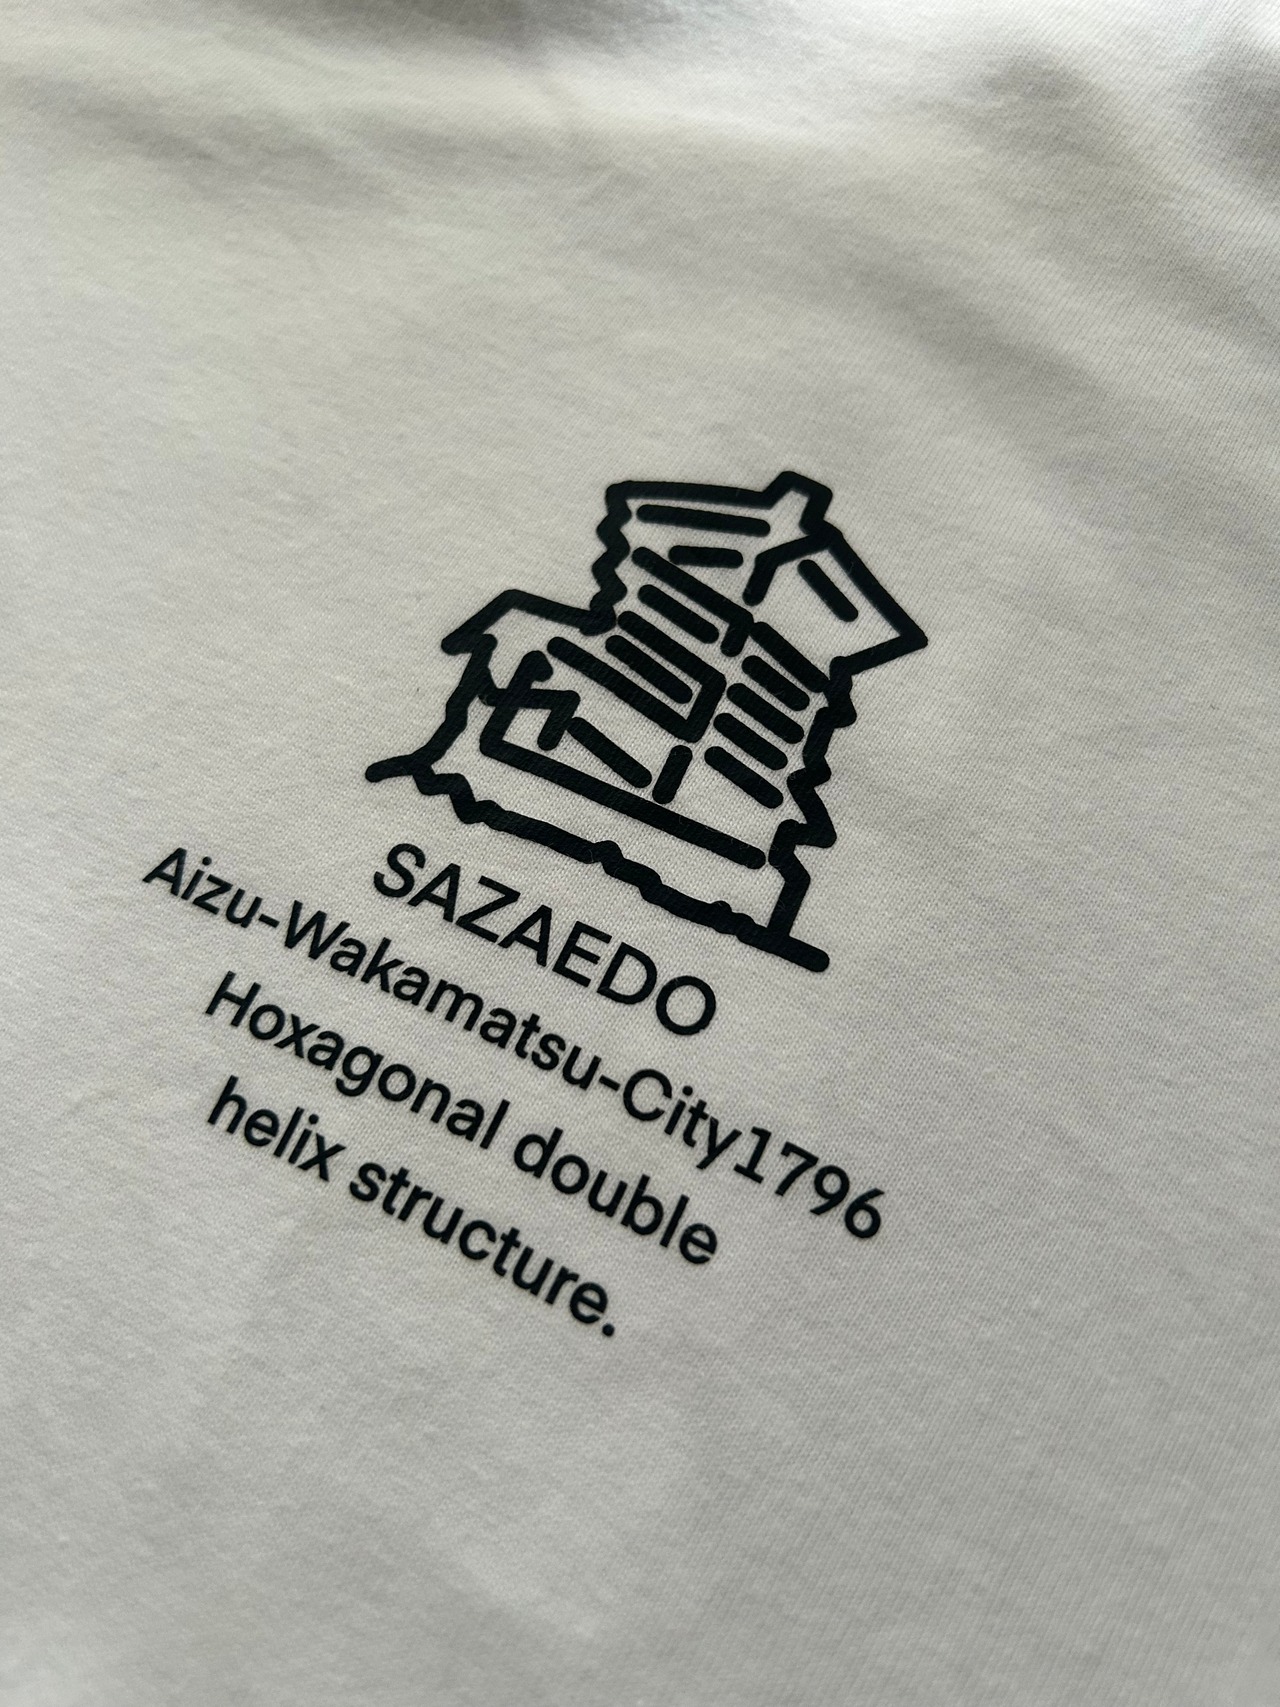 SAZAEDO
Aizu-Wakamatsu-City1796
Hoxagonal double
helix structure.